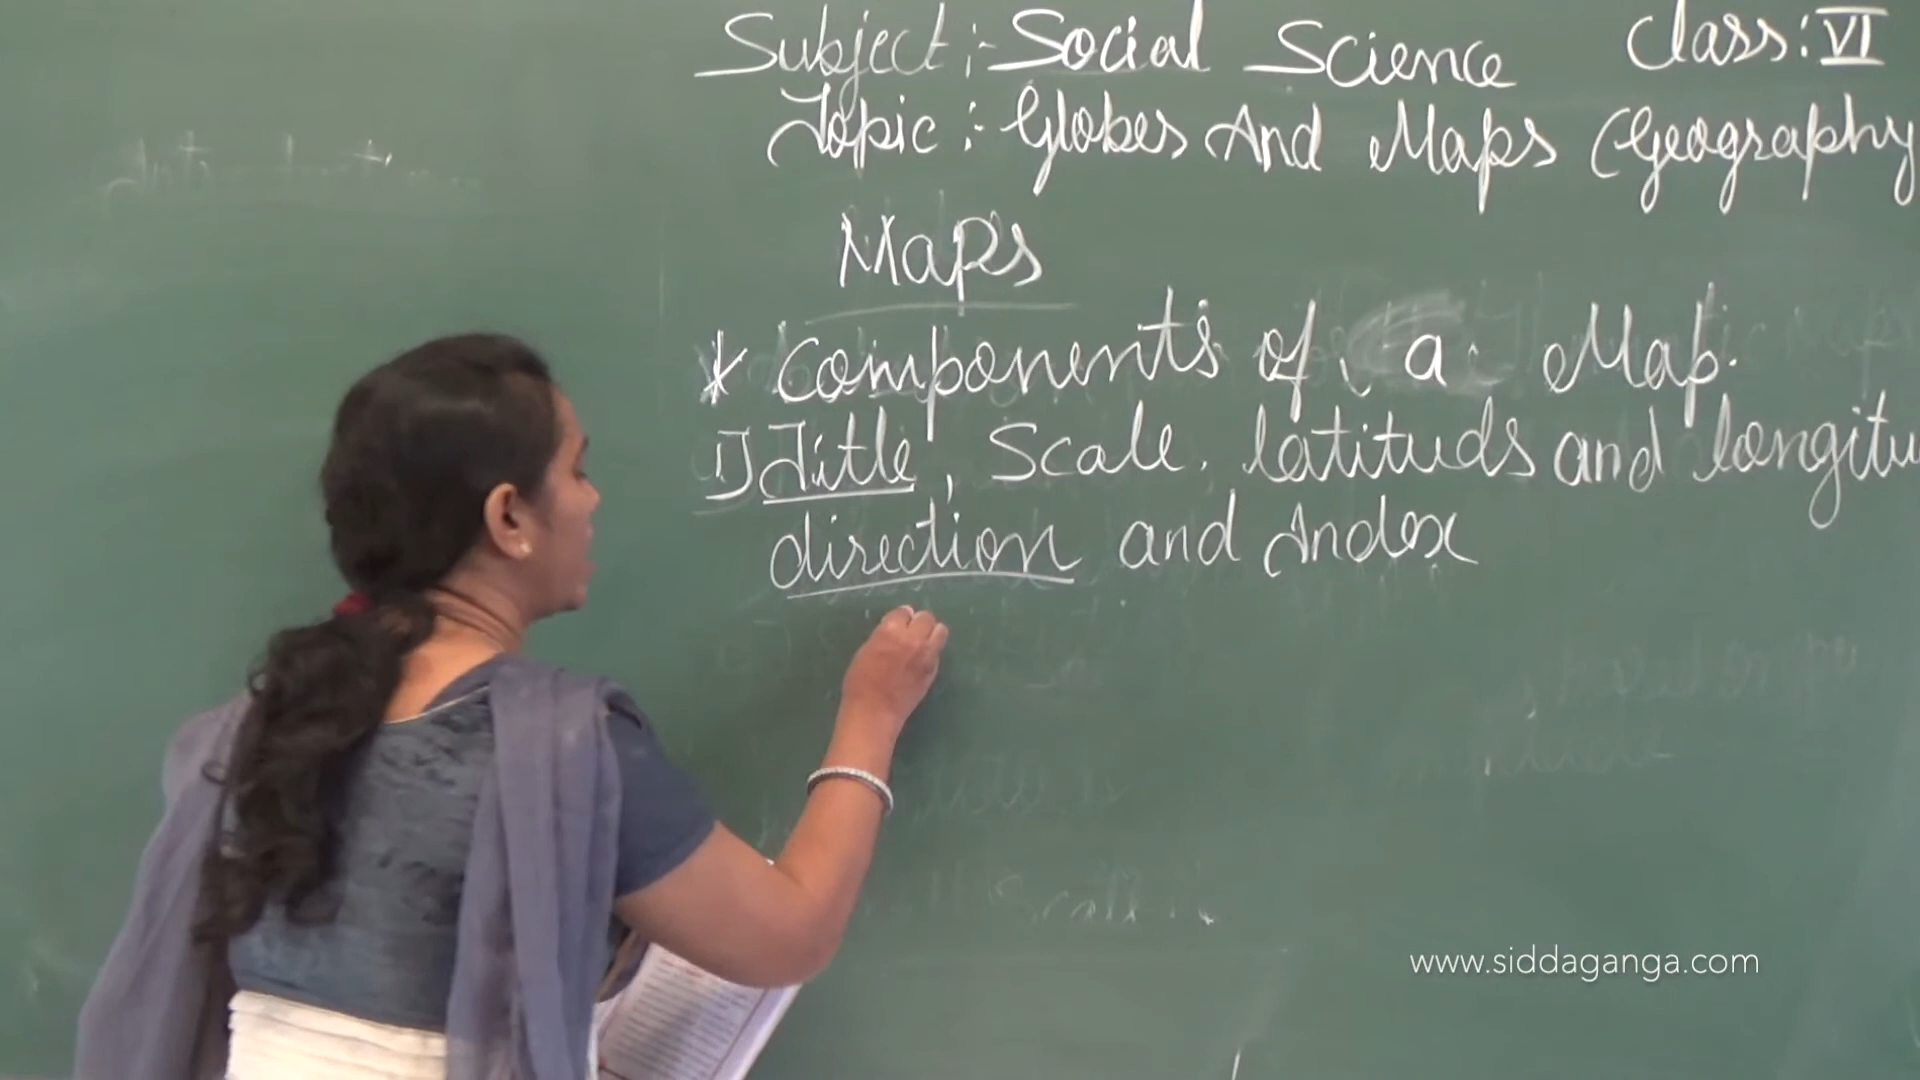 Subject :- Social Science Class: VI
Topic :- Globes And Maps (Geography
Maps
* Components of a Map.
1) Title, Scale, latituds and longitu
direction and Index
www.siddaganga.com